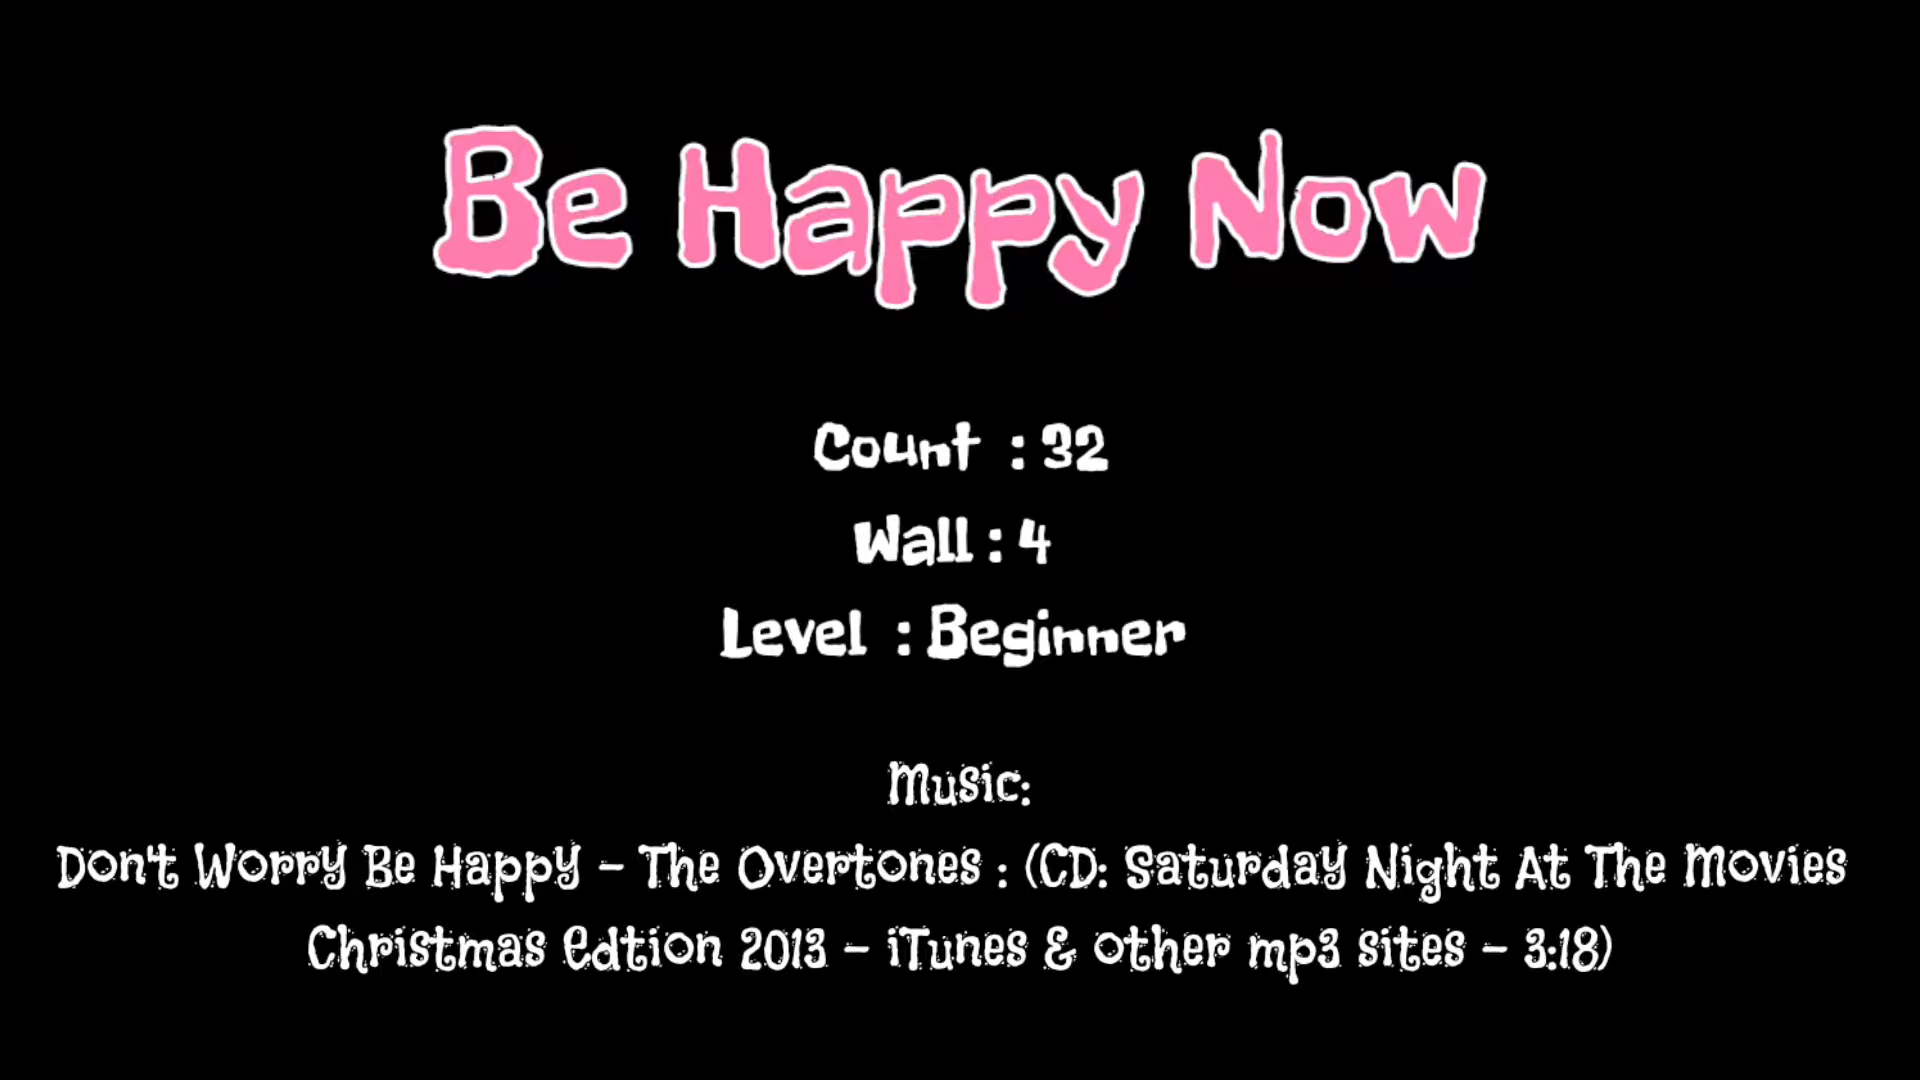 Be Happy Now
Count : 32
Wall : 4
Level : Beginner
Music:
Don't Worry Be Happy - The Overtones : (CD: Saturday Night At The Movies
Christmas Edtion 2013 - iTunes & other mp3 sites - 3:18)